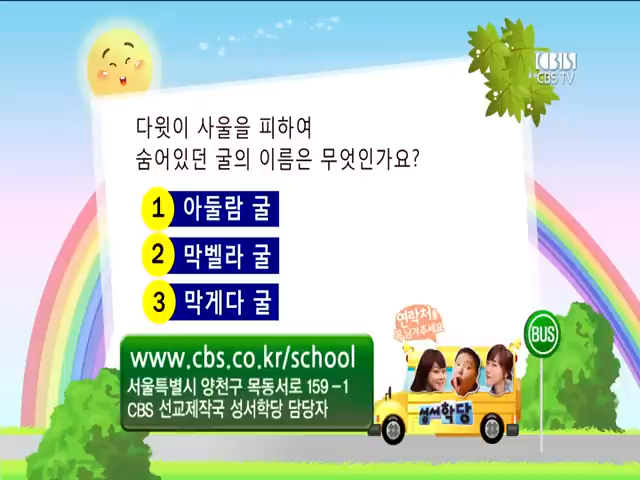 CBS
CBS TV
다윗이 사울을 피하여
숨어있던 굴의 이름은 무엇인가요?
1 아둘람 굴
2 막벨라 굴
3 막게다 굴
연락처를
꼭 남겨주세요
BUS
www.cbs.co.kr/school
서울특별시 양천구 목동서로 159-1
CBS 선교제작국 성서학당 담당자
성서학당